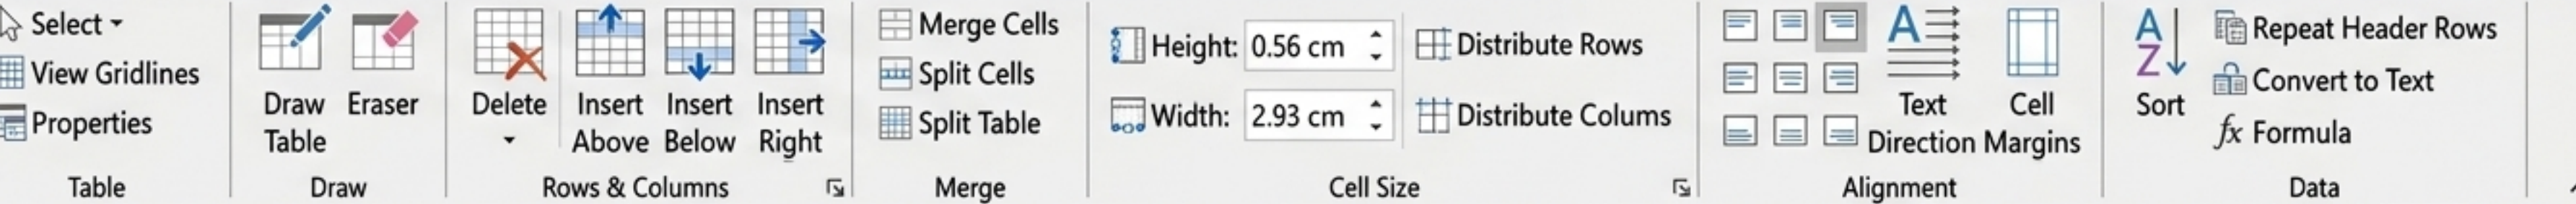 Select
View Gridlines
Properties
Table
Draw
Table
Eraser
Draw
Delete
Insert
Above
Insert
Below
Insert
Right
Rows & Columns
Merge Cells
Split Cells
Split Table
Merge
Height: 0.56 cm
Width: 2.93 cm
Distribute Rows
Distribute Colums
Cell Size
A
Text
Direction
Cell
Margins
Alignment
A
Z
Sort
Repeat Header Rows
Convert to Text
fx Formula
Data